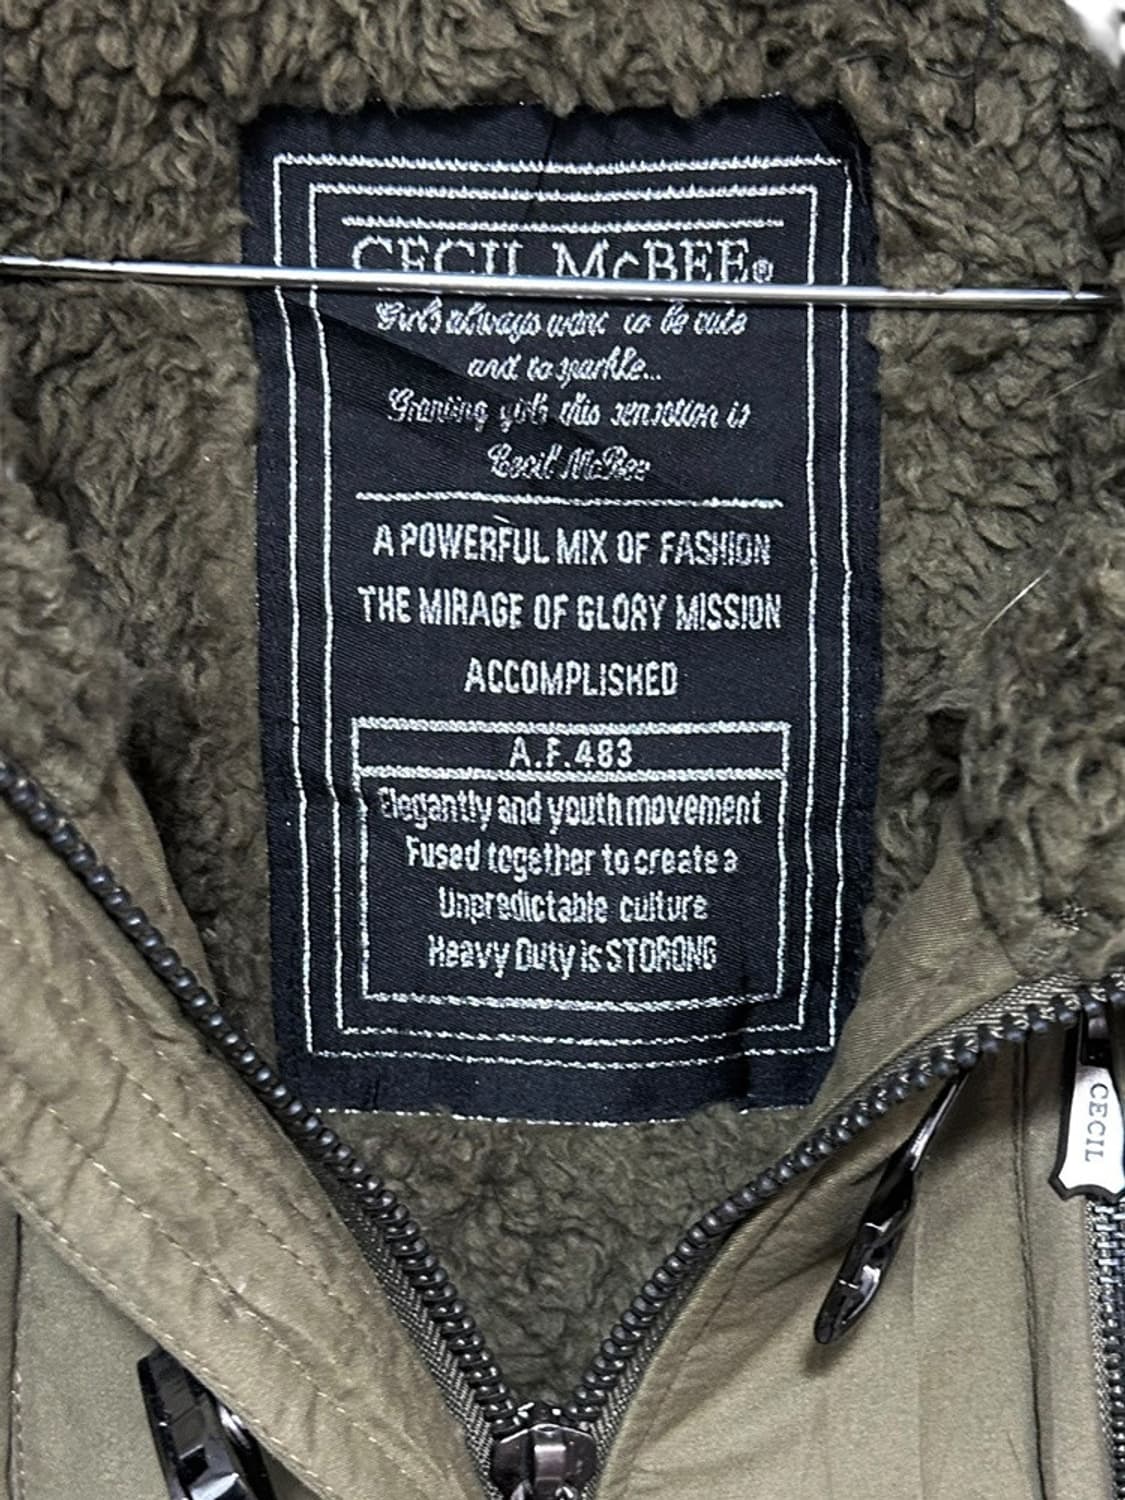 CECIL McBEE®
Girls always want to be cute
and to sparkle...
Granting girls this sensation is
Cecil McBee
A POWERFUL MIX OF FASHION
THE MIRAGE OF GLORY MISSION
ACCOMPLISHED
A.F.483
Elegantly and youth movement
Fused together to create a
Unpredictable culture
Heavy Duty is STORONG
CECIL